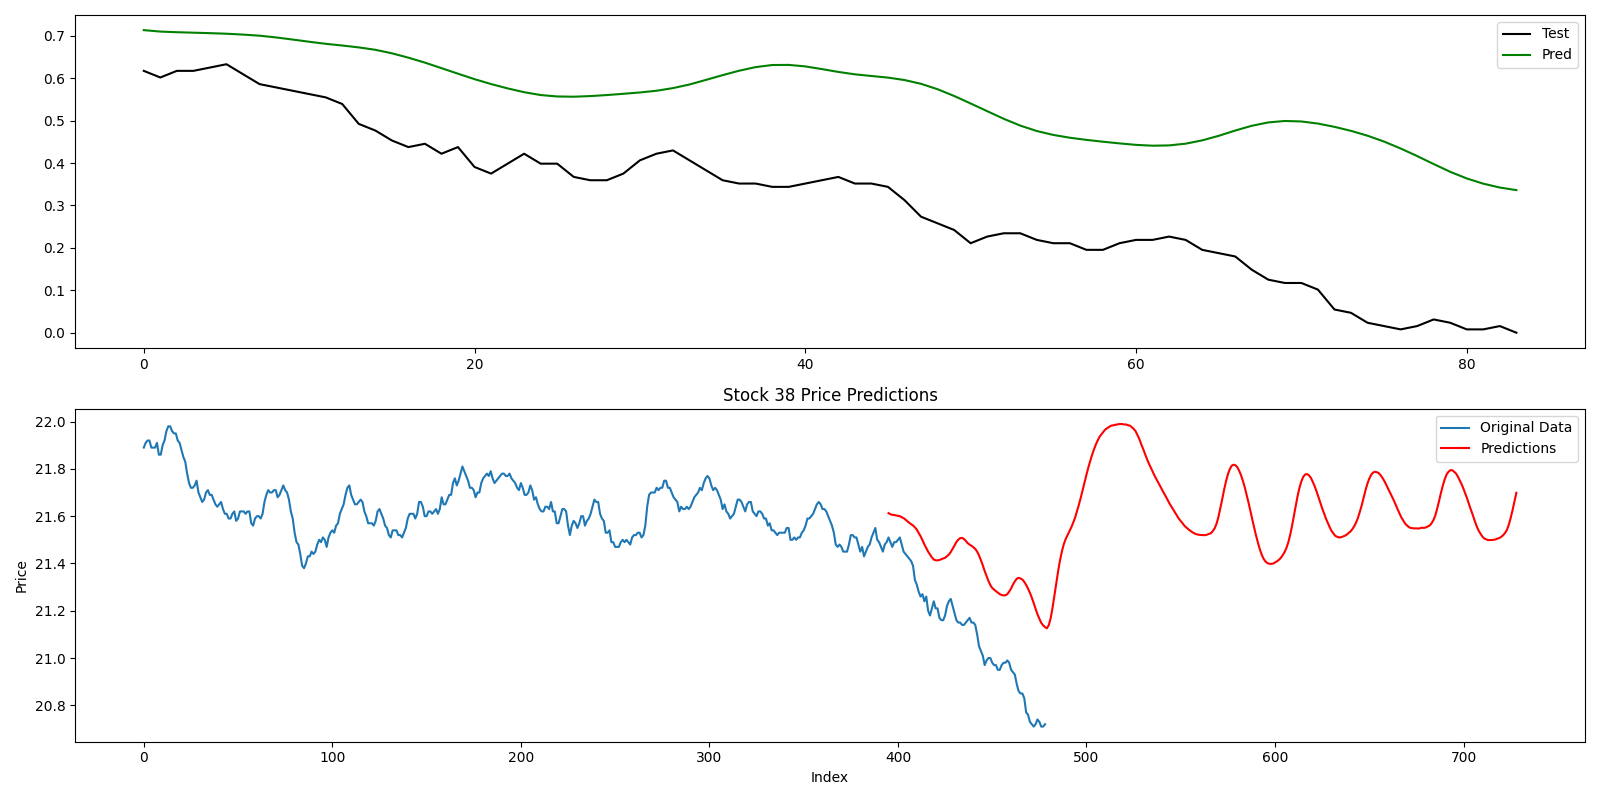 0.7
0.6
0.5
0.4
0.3
0.2
0.1
0.0
0 20 40 60 80
Test
Pred
Stock 38 Price Predictions
Price
22.0
21.8
21.6
21.4
21.2
21.0
20.8
0 100 200 300 400 500 600 700
Index
Original Data
Predictions